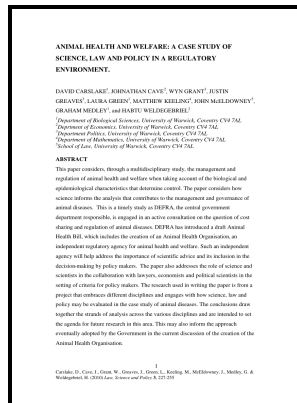 ANIMAL HEALTH AND WELFARE: A CASE STUDY OF
SCIENCE, LAW AND POLICY IN A REGULATORY
ENVIRONMENT.
DAVID CARSLAKE¹, JOHNATHAN CAVE², WYN GRANT³, JUSTIN
GREAVES³, LAURA GREEN¹, MATTHEW KEELING⁴, JOHN McELDOWNEY⁵,
GRAHAM MEDLEY¹, and HABTU WELDEGEBRIEL¹
¹Department of Biological Sciences, University of Warwick, Coventry CV4 7AL
²Department of Economics, University of Warwick, Coventry CV4 7AL
³Department Politics, University of Warwick, Coventry CV4 7AL
⁴Department of Mathematics, University of Warwick, Coventry CV4 7AL
⁵School of Law, University of Warwick, Coventry CV4 7AL
ABSTRACT
This paper considers, through a multidisciplinary study, the management and
regulation of animal health and welfare when taking account of the biological and
epidemiological characteristics that determine control. The paper considers how
science informs the analysis that contributes to the management and governance of
animal diseases. This is a timely study as DEFRA, the central government
department responsible, is engaged in an active consultation on the question of cost
sharing and regulation of animal diseases. DEFRA has introduced a draft Animal
Health Bill, which includes the creation of an Animal Health Organisation, an
independent regulatory agency for animal health and welfare. Such an independent
agency will help address the importance of scientific advice and its inclusion in the
decision-making by policy makers. The paper also addresses the role of science and
scientists in the collaboration with lawyers, economists and political scientists in the
setting of criteria for policy makers. The research used in writing the paper is from a
project that embraces different disciplines and engages with how science, law and
policy may be evaluated in the case study of animal diseases. The conclusions draw
together the strands of analysis across the various disciplines and are intended to set
the agenda for future research in this area. This may also inform the approach
eventually adopted by the Government in the current discussion of the creation of the
Animal Health Organisation.
1
Carslake, D., Cave, J., Grant, W., Greaves, J., Green, L., Keeling, M., McEldowney, J., Medley, G. &
Weldegebriel, H. (2010) Law, Science and Policy 8: 227-255